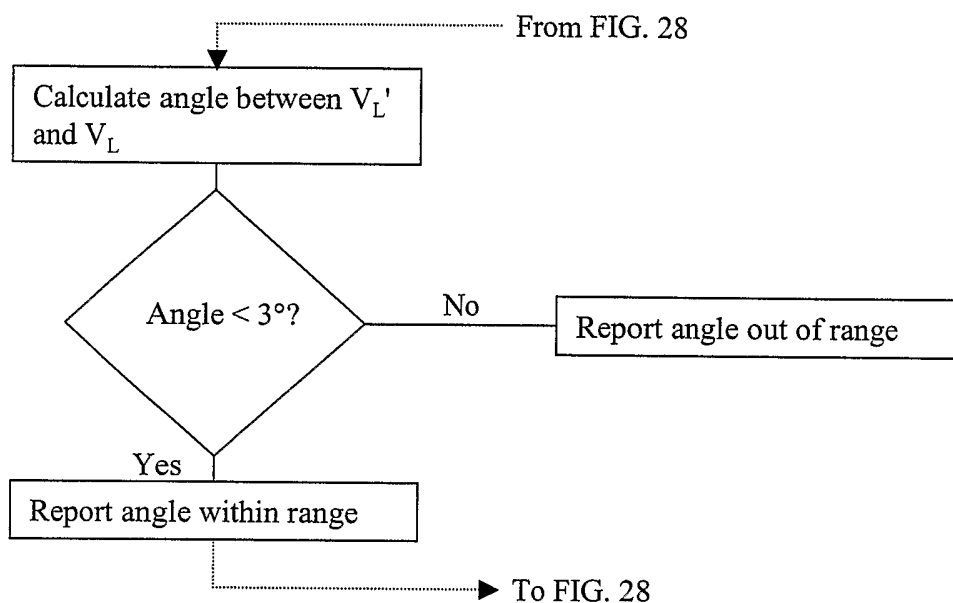 From FIG. 28
Calculate angle between V_L'
and V_L
Angle < 3°?
No
Report angle out of range
Yes
Report angle within range
To FIG. 28